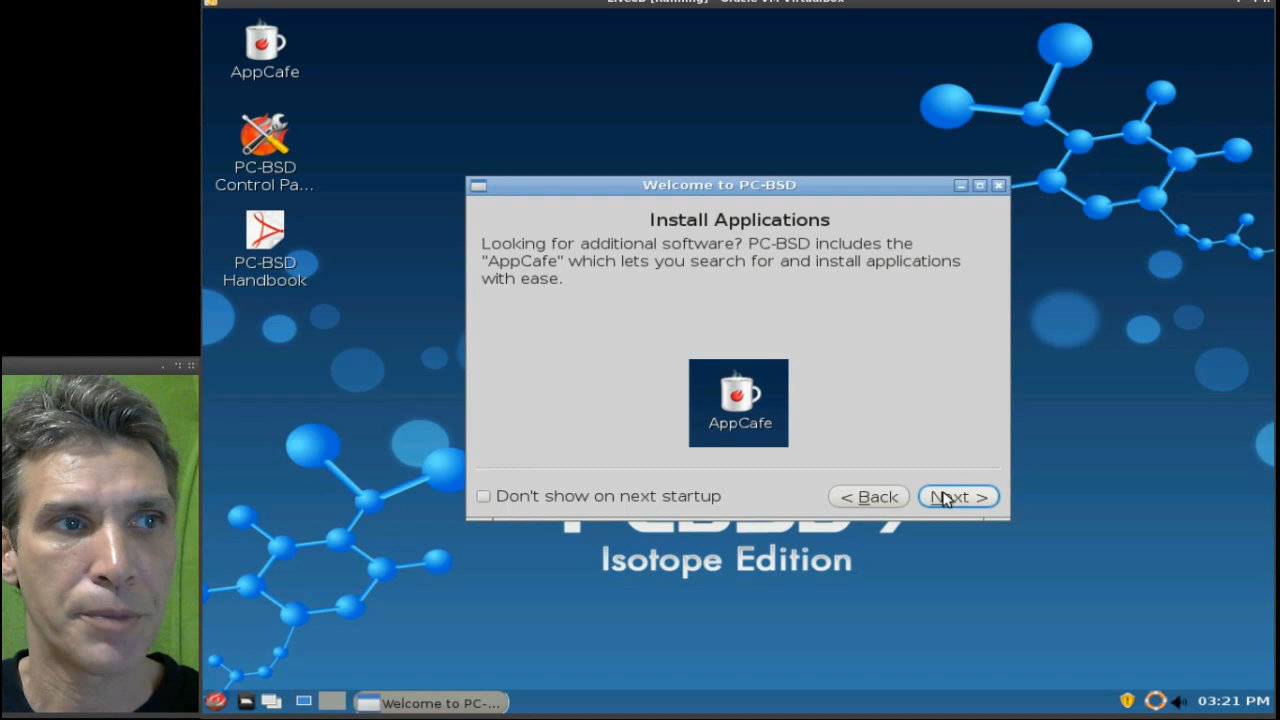 AppCafe
PC-BSD
Control Pa...
PC-BSD
Handbook
Welcome to PC-BSD
Install Applications
Looking for additional software? PC-BSD includes the
"AppCafe" which lets you search for and install applications
with ease.
AppCafe
Don't show on next startup
< Back
Next >
Isotope Edition
Welcome to PC-...
03:21 PM